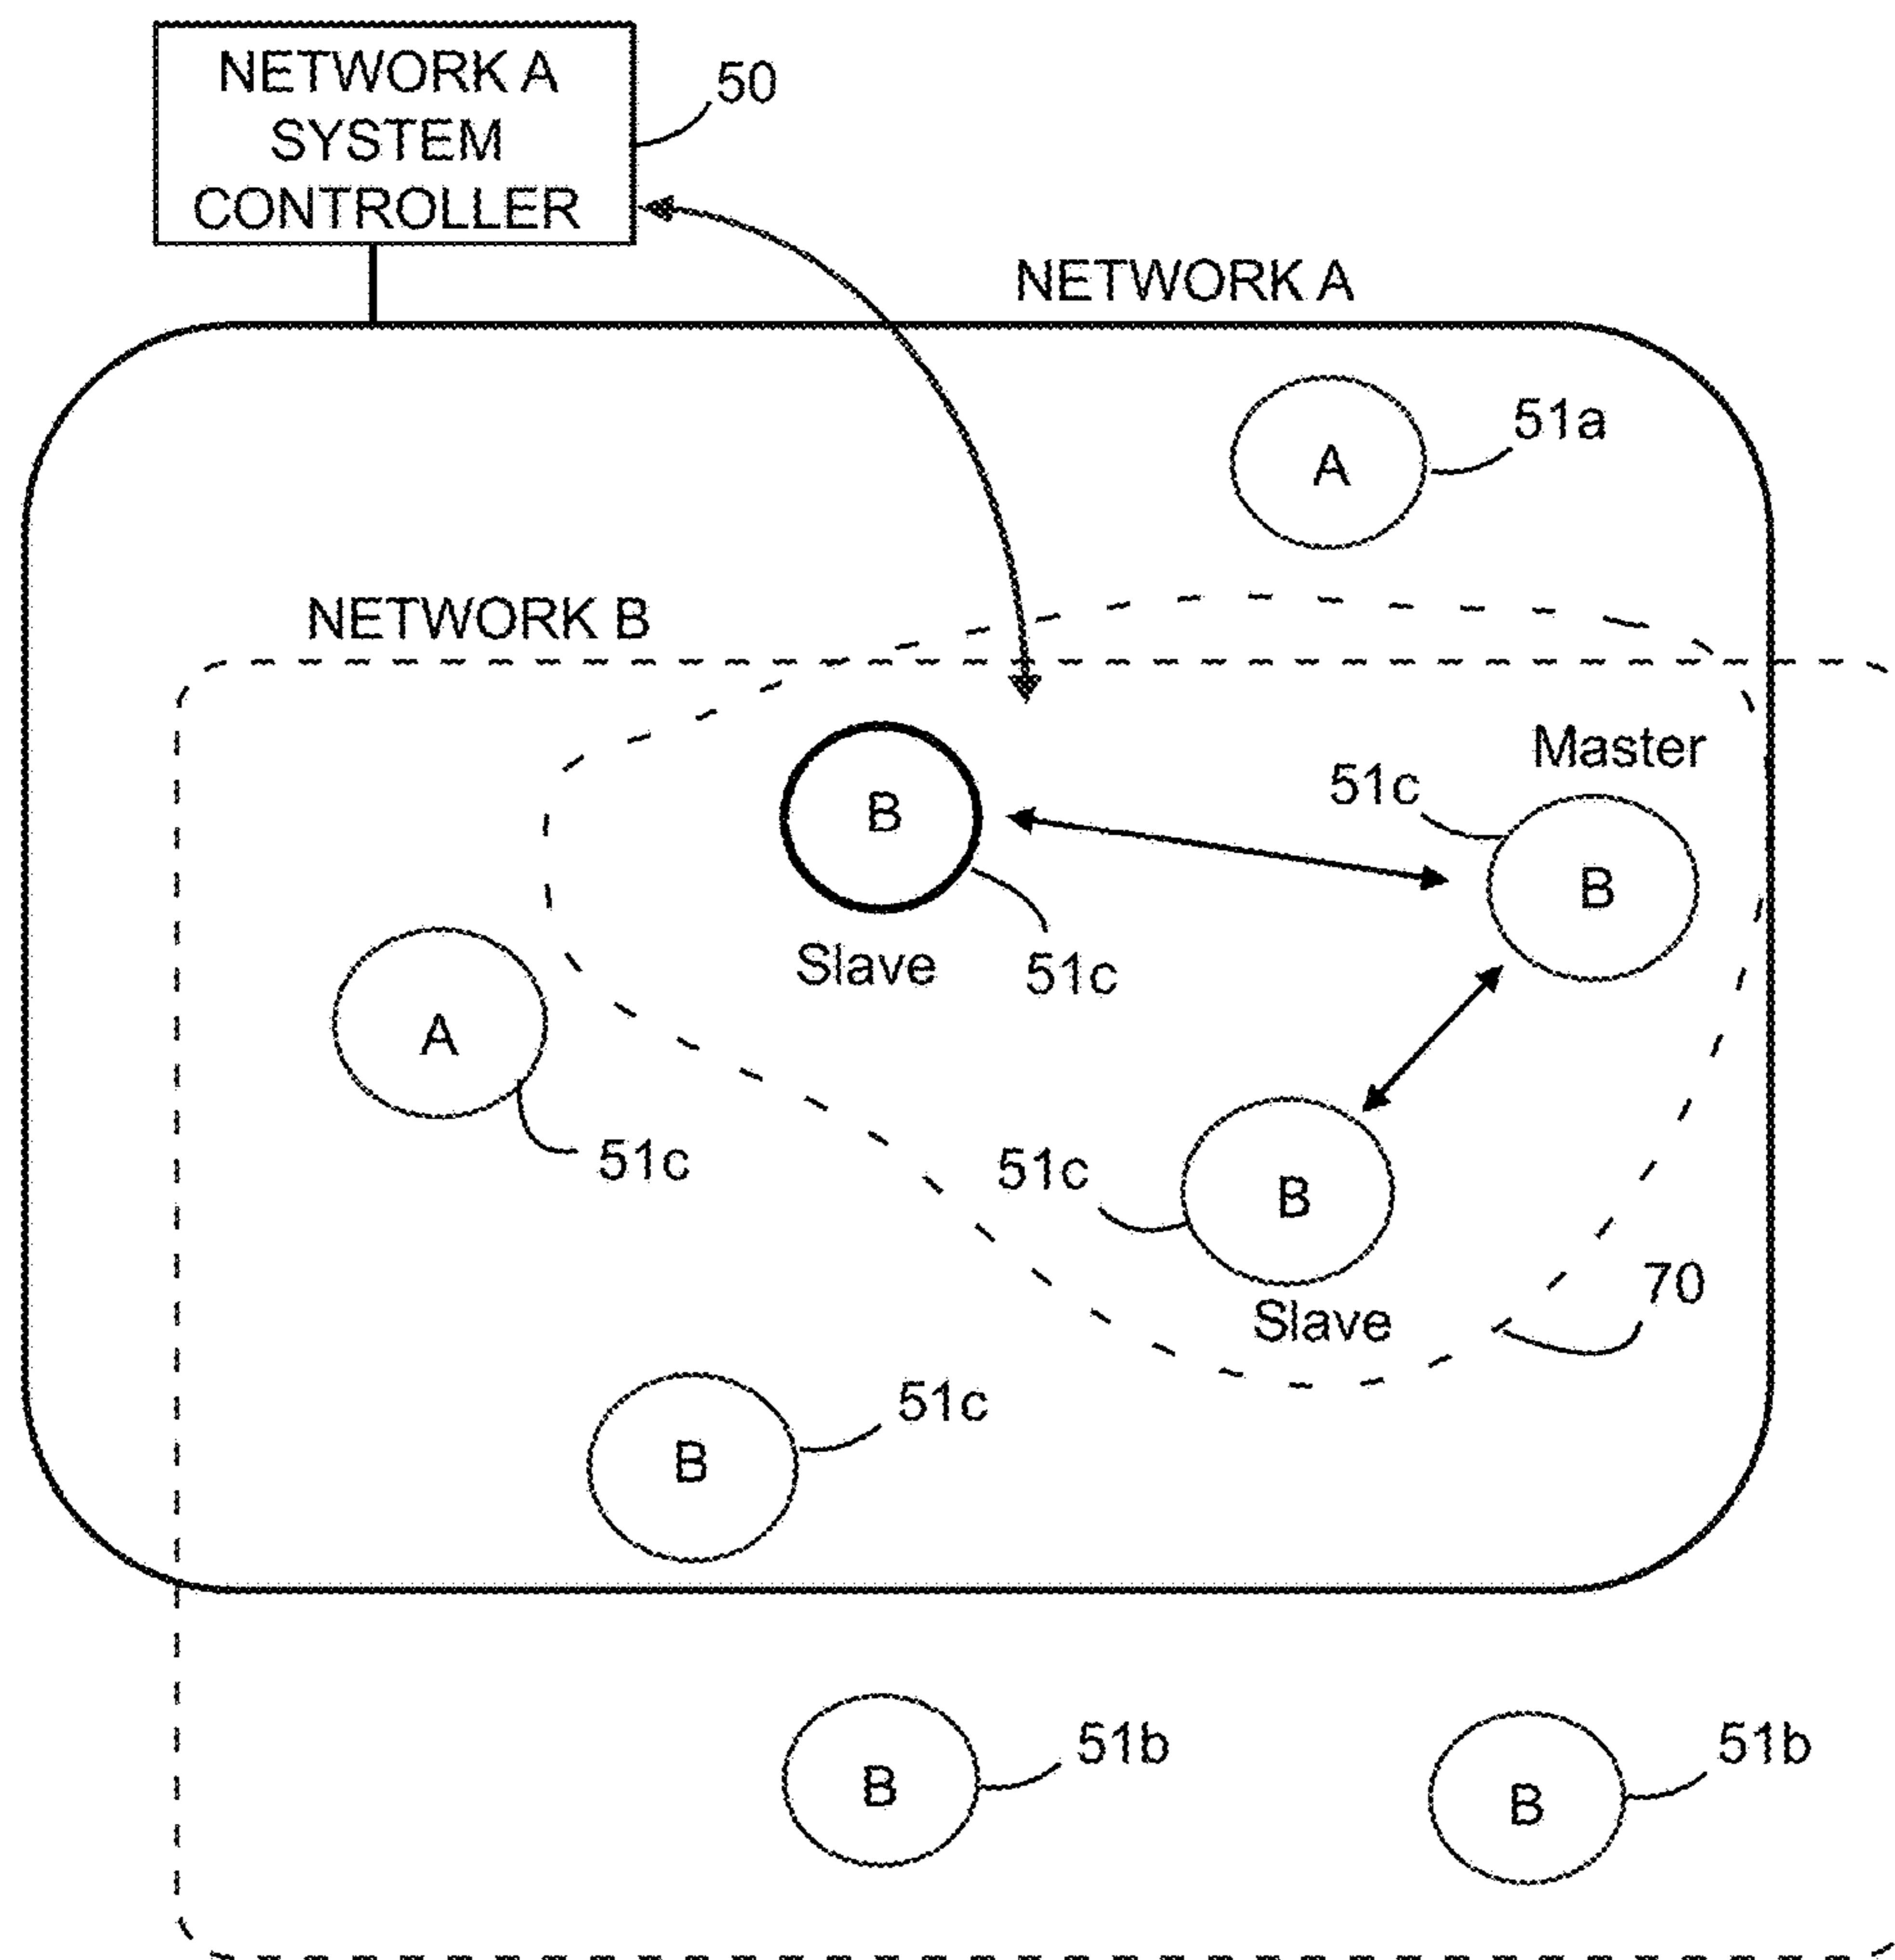 NETWORK A
SYSTEM
CONTROLLER
50
NETWORK A
A
51a
NETWORK B
Master
51c
B
B
Slave
51c
A
51c
51c
B
Slave
70
B
51c
B
51b
B
51b